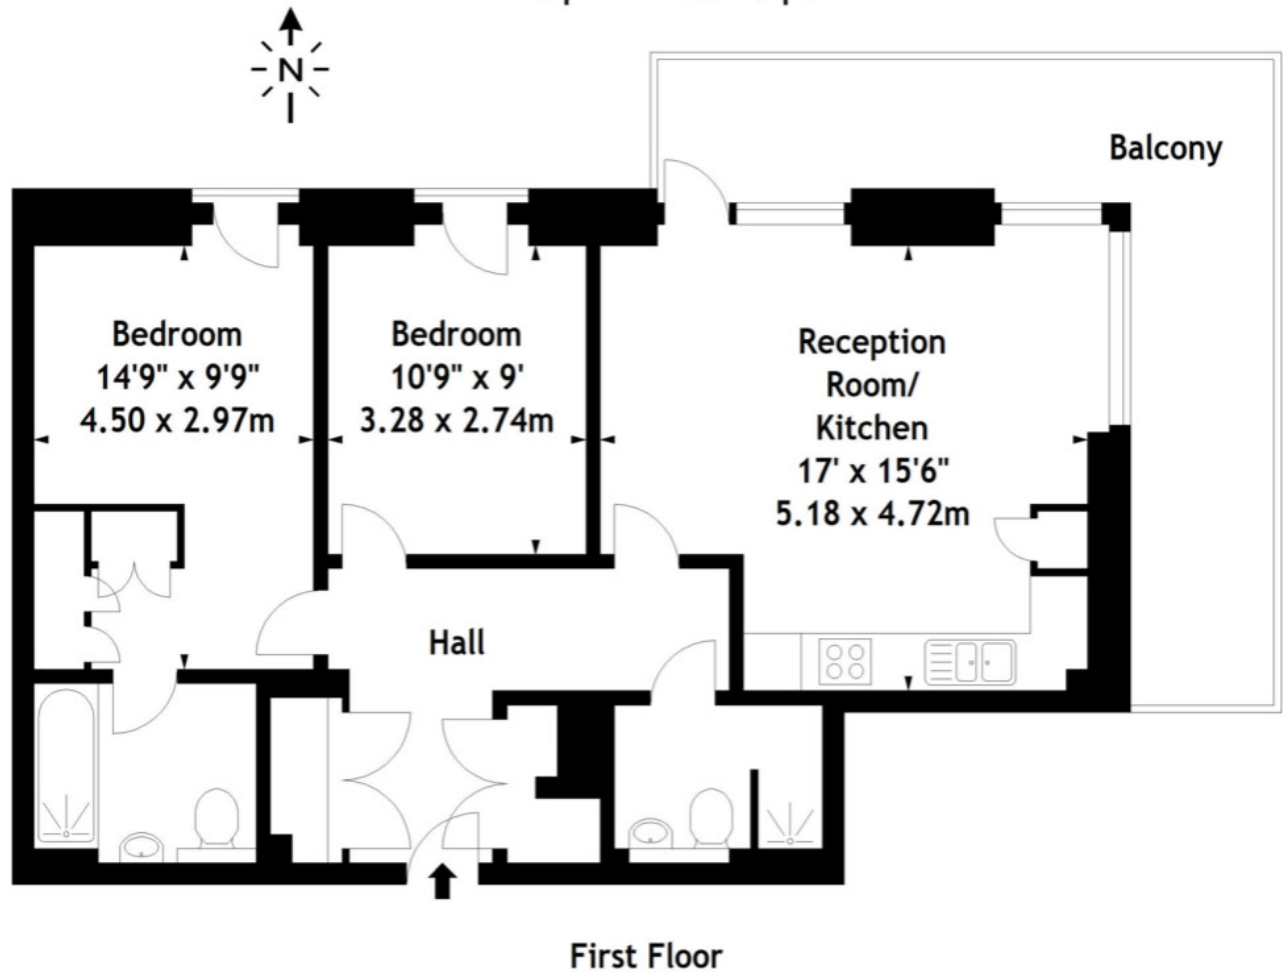 N
Balcony
Bedroom
14'9" x 9'9"
4.50 x 2.97m
Bedroom
10'9" x 9'
3.28 x 2.74m
Reception
Room/
Kitchen
17' x 15'6"
5.18 x 4.72m
Hall
First Floor